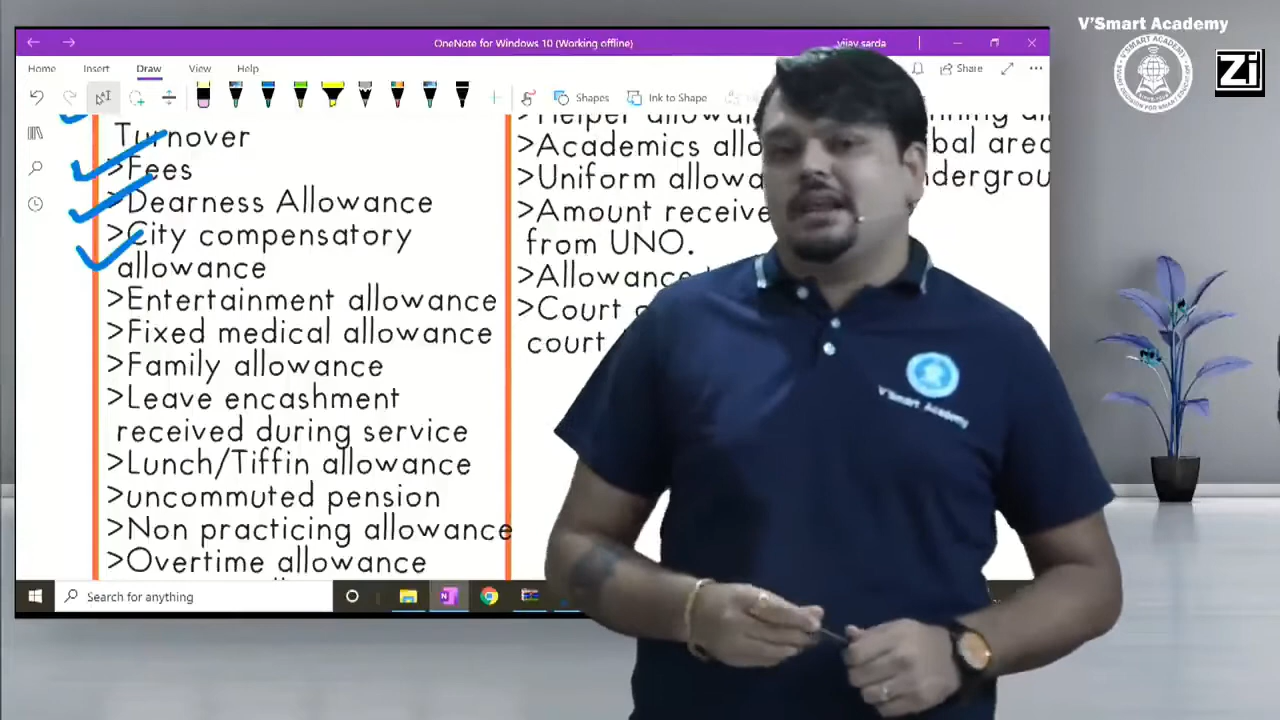 V'Smart Academy
OneNote for Windows 10 (Working offline)
vijay sarda
Home
Insert
Draw
View
Help
Share
Shapes
Ink to Shape
Turnover
>Fees
>Dearness Allowance
>City compensatory
allowance
>Entertainment allowance
>Fixed medical allowance
>Family allowance
>Leave encashment
received during service
>Lunch/Tiffin allowance
>uncommuted pension
>Non practicing allowance
>Overtime allowance
>Helper
>Academics
>Uniform
>Amount
from UNO.
>Allowance
>Court
court
Zi
V'Smart Academy
Search for anything